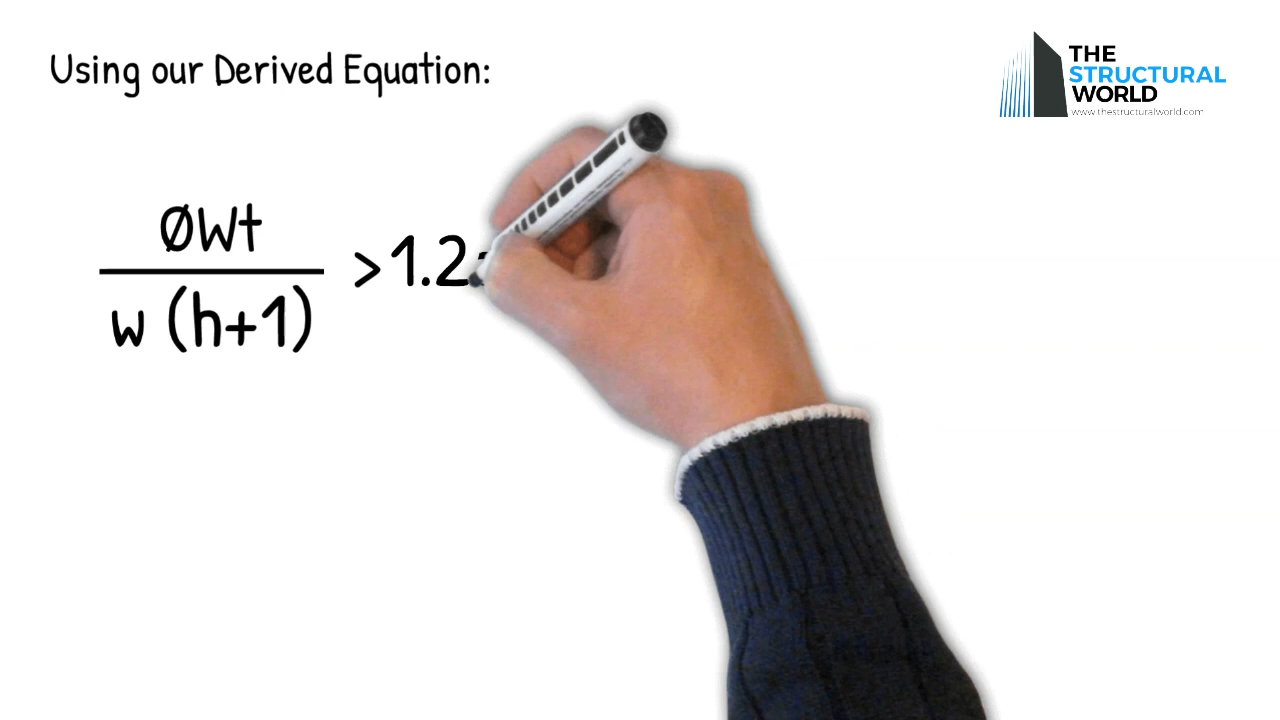 Using our Derived Equation:
THE
STRUCTURAL
WORLD
www.thestructuralworld.com
ØWt
w (h+1)
>1.2